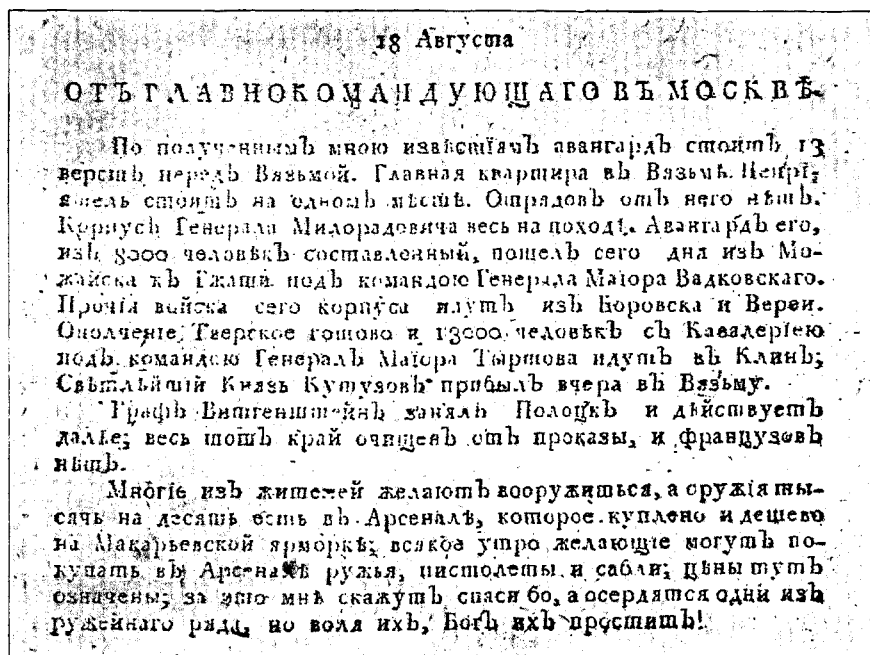 18 Августа
ОТЪ ГЛАВНОКОМАНДУЮЩАГО ВЪ МОСКВѢ.
По полученнымъ мною извѣстіямъ авангардъ стоитъ 13
верстъ передъ Вязьмой. Главная квартира въ Вязьмѣ. Непрі-
ятель стоитъ на одномъ мѣстѣ. Отрядовъ отъ него нѣтъ.
Корпусъ Генерала Милорадовича весь на походѣ. Авангардъ его,
изъ 8000 человѣкъ составленный, пошелъ сего дня изъ Мо-
жайска къ Гжати подъ командою Генерала Маіора Вадковскаго.
Прочія войска сего корпуса идутъ изъ Боровска и Вереи.
Ополченіе Тверское готово и 13000 человѣкъ съ Кавалеріею
подъ командою Генералъ Маіора Тыртова идутъ въ Клинъ;
Свѣтлѣйшій Князь Кутузовъ прибылъ вчера въ Вязьму.
Графъ Витгенштейнъ занялъ Полоцкъ и дѣйствуетъ
далѣе; весь тотъ край очищенъ отъ проказы, и французовъ
нѣтъ.
Многіе изъ жителей желаютъ вооружиться, а оружія ты-
сячь на десять есть въ Арсеналѣ, которое куплено и дешево
на Макарьевской ярморкѣ; всякое утро желающіе могутъ по-
купать въ Арсеналѣ ружья, пистолеты и сабли; цѣны тутъ
означены; за это мнѣ скажутъ спасибо, а осердятся одни изъ
ружейнаго ряда, но воля ихъ, Богъ ихъ проститъ!